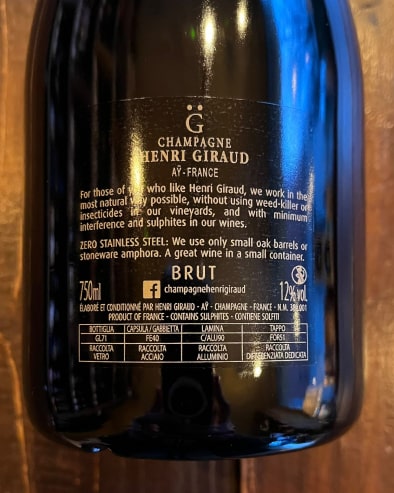 G̈
CHAMPAGNE
HENRI GIRAUD
AŸ-FRANCE
For those of you who like Henri Giraud, we work in the
most natural way possible, without using weed-killer or
insecticides in our vineyards, and with minimum
interference and sulphites in our wines.
ZERO STAINLESS STEEL: We use only small oak barrels or
stoneware amphora. A great wine in a small container.
BRUT
750ml f champagnehenrigiraud 12% vol.
ÉLABORÉ ET CONDITIONNÉ PAR HENRI GIRAUD - AŸ - CHAMPAGNE - FRANCE - N.M.
PRODUCT OF FRANCE - CONTAINS SULPHITES - CONTIENE SOLFITI
BOTTIGLIA CAPSULA/GABBIETTA LAMINA TAPPO
GL71 FE40 C/ALU90 FOR51
RACCOLTA RACCOLTA RACCOLTA RACCOLTA
VETRO ACCIAIO ALLUMINIO DIFFERENZIATA DEDICATA